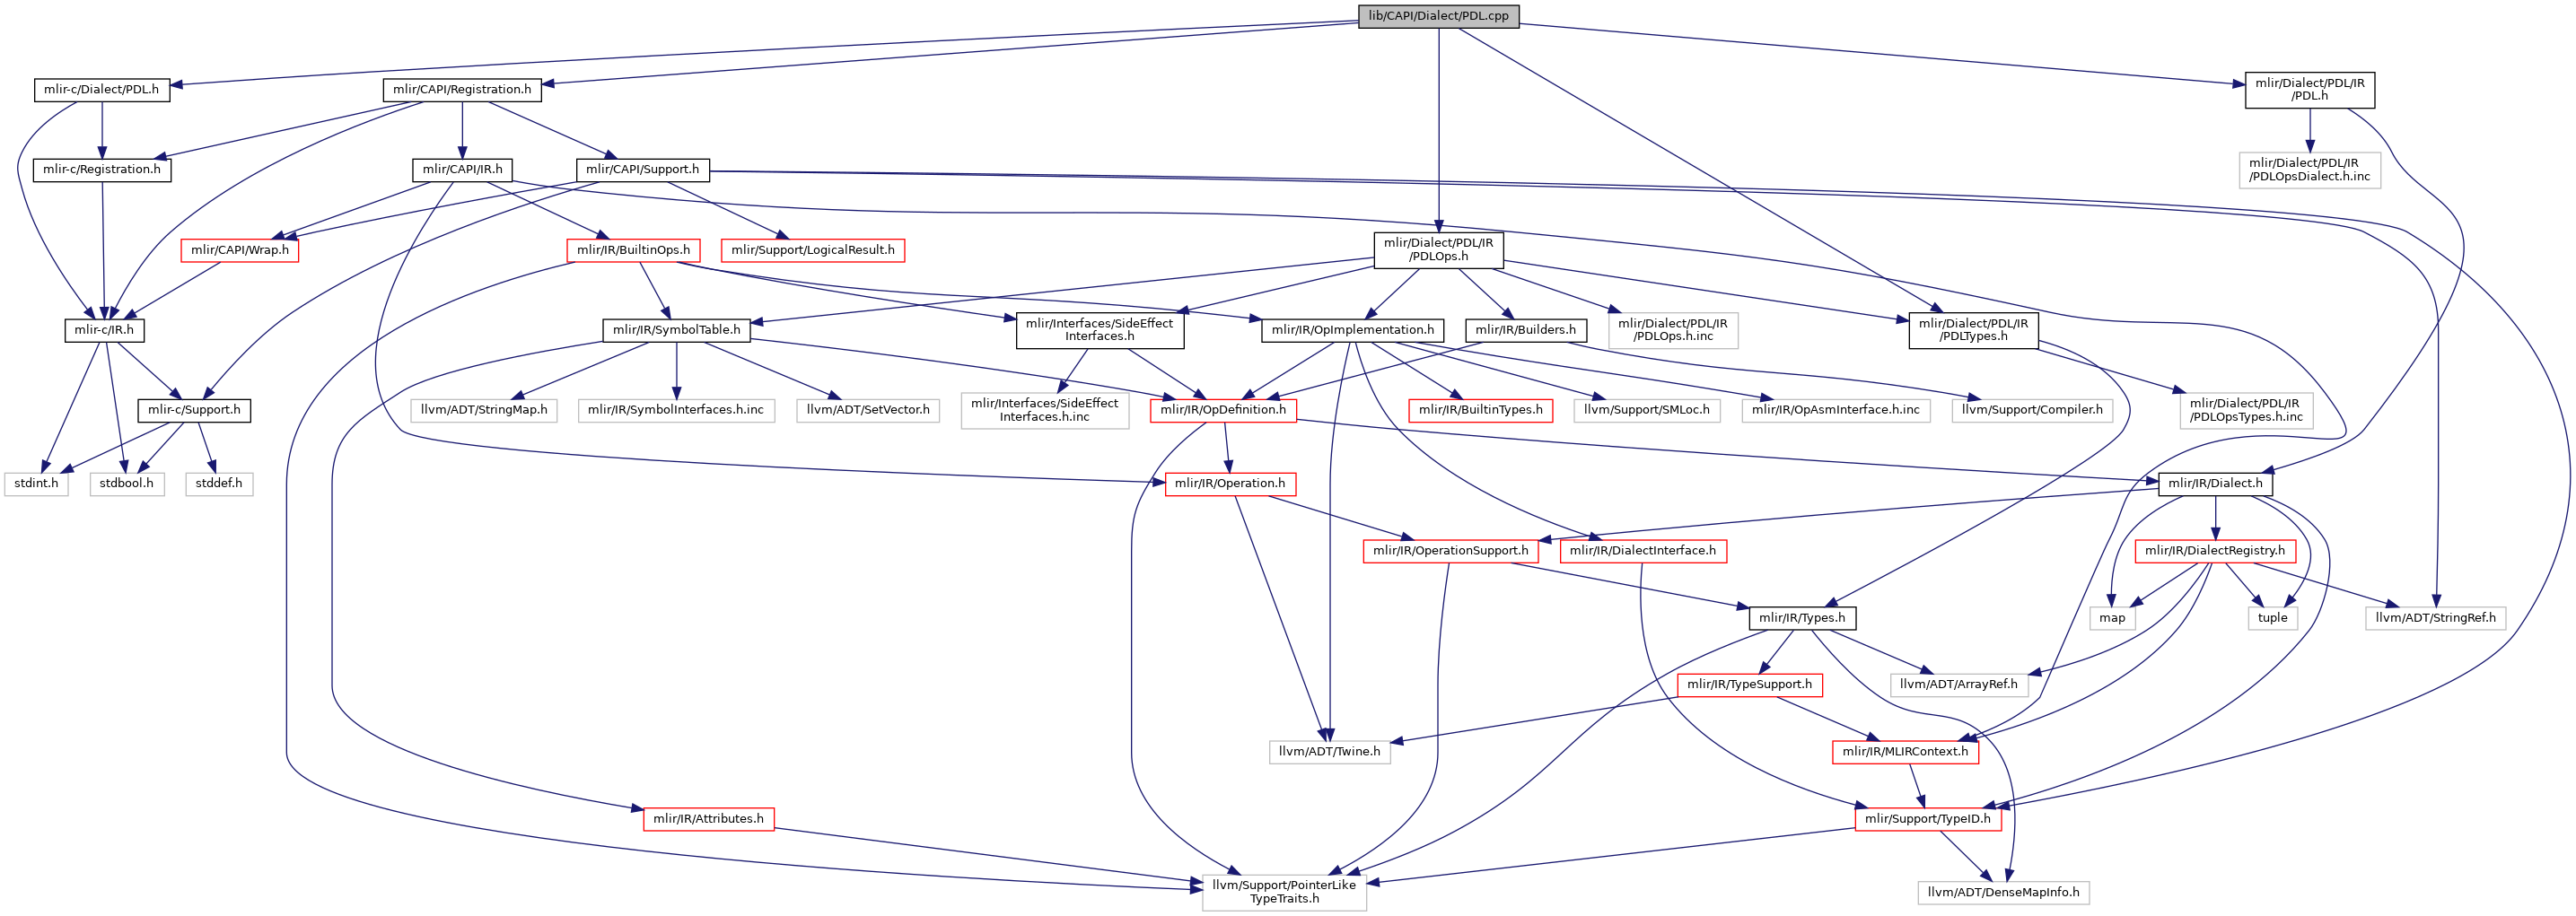 lib/CAPI/Dialect/PDL.cpp
mlir-c/Dialect/PDL.h
mlir/CAPI/Registration.h
mlir/Dialect/PDL/IR
/PDL.h
mlir-c/Registration.h
mlir/CAPI/IR.h
mlir/CAPI/Support.h
mlir/Dialect/PDL/IR
/PDLOpsDialect.h.inc
mlir/CAPI/Wrap.h
mlir/IR/BuiltinOps.h
mlir/Support/LogicalResult.h
mlir/Dialect/PDL/IR
/PDLOps.h
mlir-c/IR.h
mlir/IR/SymbolTable.h
mlir/Interfaces/SideEffect
Interfaces.h
mlir/IR/OpImplementation.h
mlir/IR/Builders.h
mlir/Dialect/PDL/IR
/PDLOps.h.inc
mlir/Dialect/PDL/IR
/PDLTypes.h
mlir-c/Support.h
llvm/ADT/StringMap.h
mlir/IR/SymbolInterfaces.h.inc
llvm/ADT/SetVector.h
mlir/Interfaces/SideEffect
Interfaces.h.inc
mlir/IR/OpDefinition.h
mlir/IR/BuiltinTypes.h
llvm/Support/SMLoc.h
mlir/IR/OpAsmInterface.h.inc
llvm/Support/Compiler.h
mlir/Dialect/PDL/IR
/PDLOpsTypes.h.inc
stdint.h
stdbool.h
stddef.h
mlir/IR/Operation.h
mlir/IR/Dialect.h
mlir/IR/OperationSupport.h
mlir/IR/DialectInterface.h
mlir/IR/DialectRegistry.h
mlir/IR/Types.h
map
tuple
llvm/ADT/StringRef.h
mlir/IR/TypeSupport.h
llvm/ADT/ArrayRef.h
llvm/ADT/Twine.h
mlir/IR/MLIRContext.h
mlir/IR/Attributes.h
mlir/Support/TypeID.h
llvm/Support/PointerLike
TypeTraits.h
llvm/ADT/DenseMapInfo.h